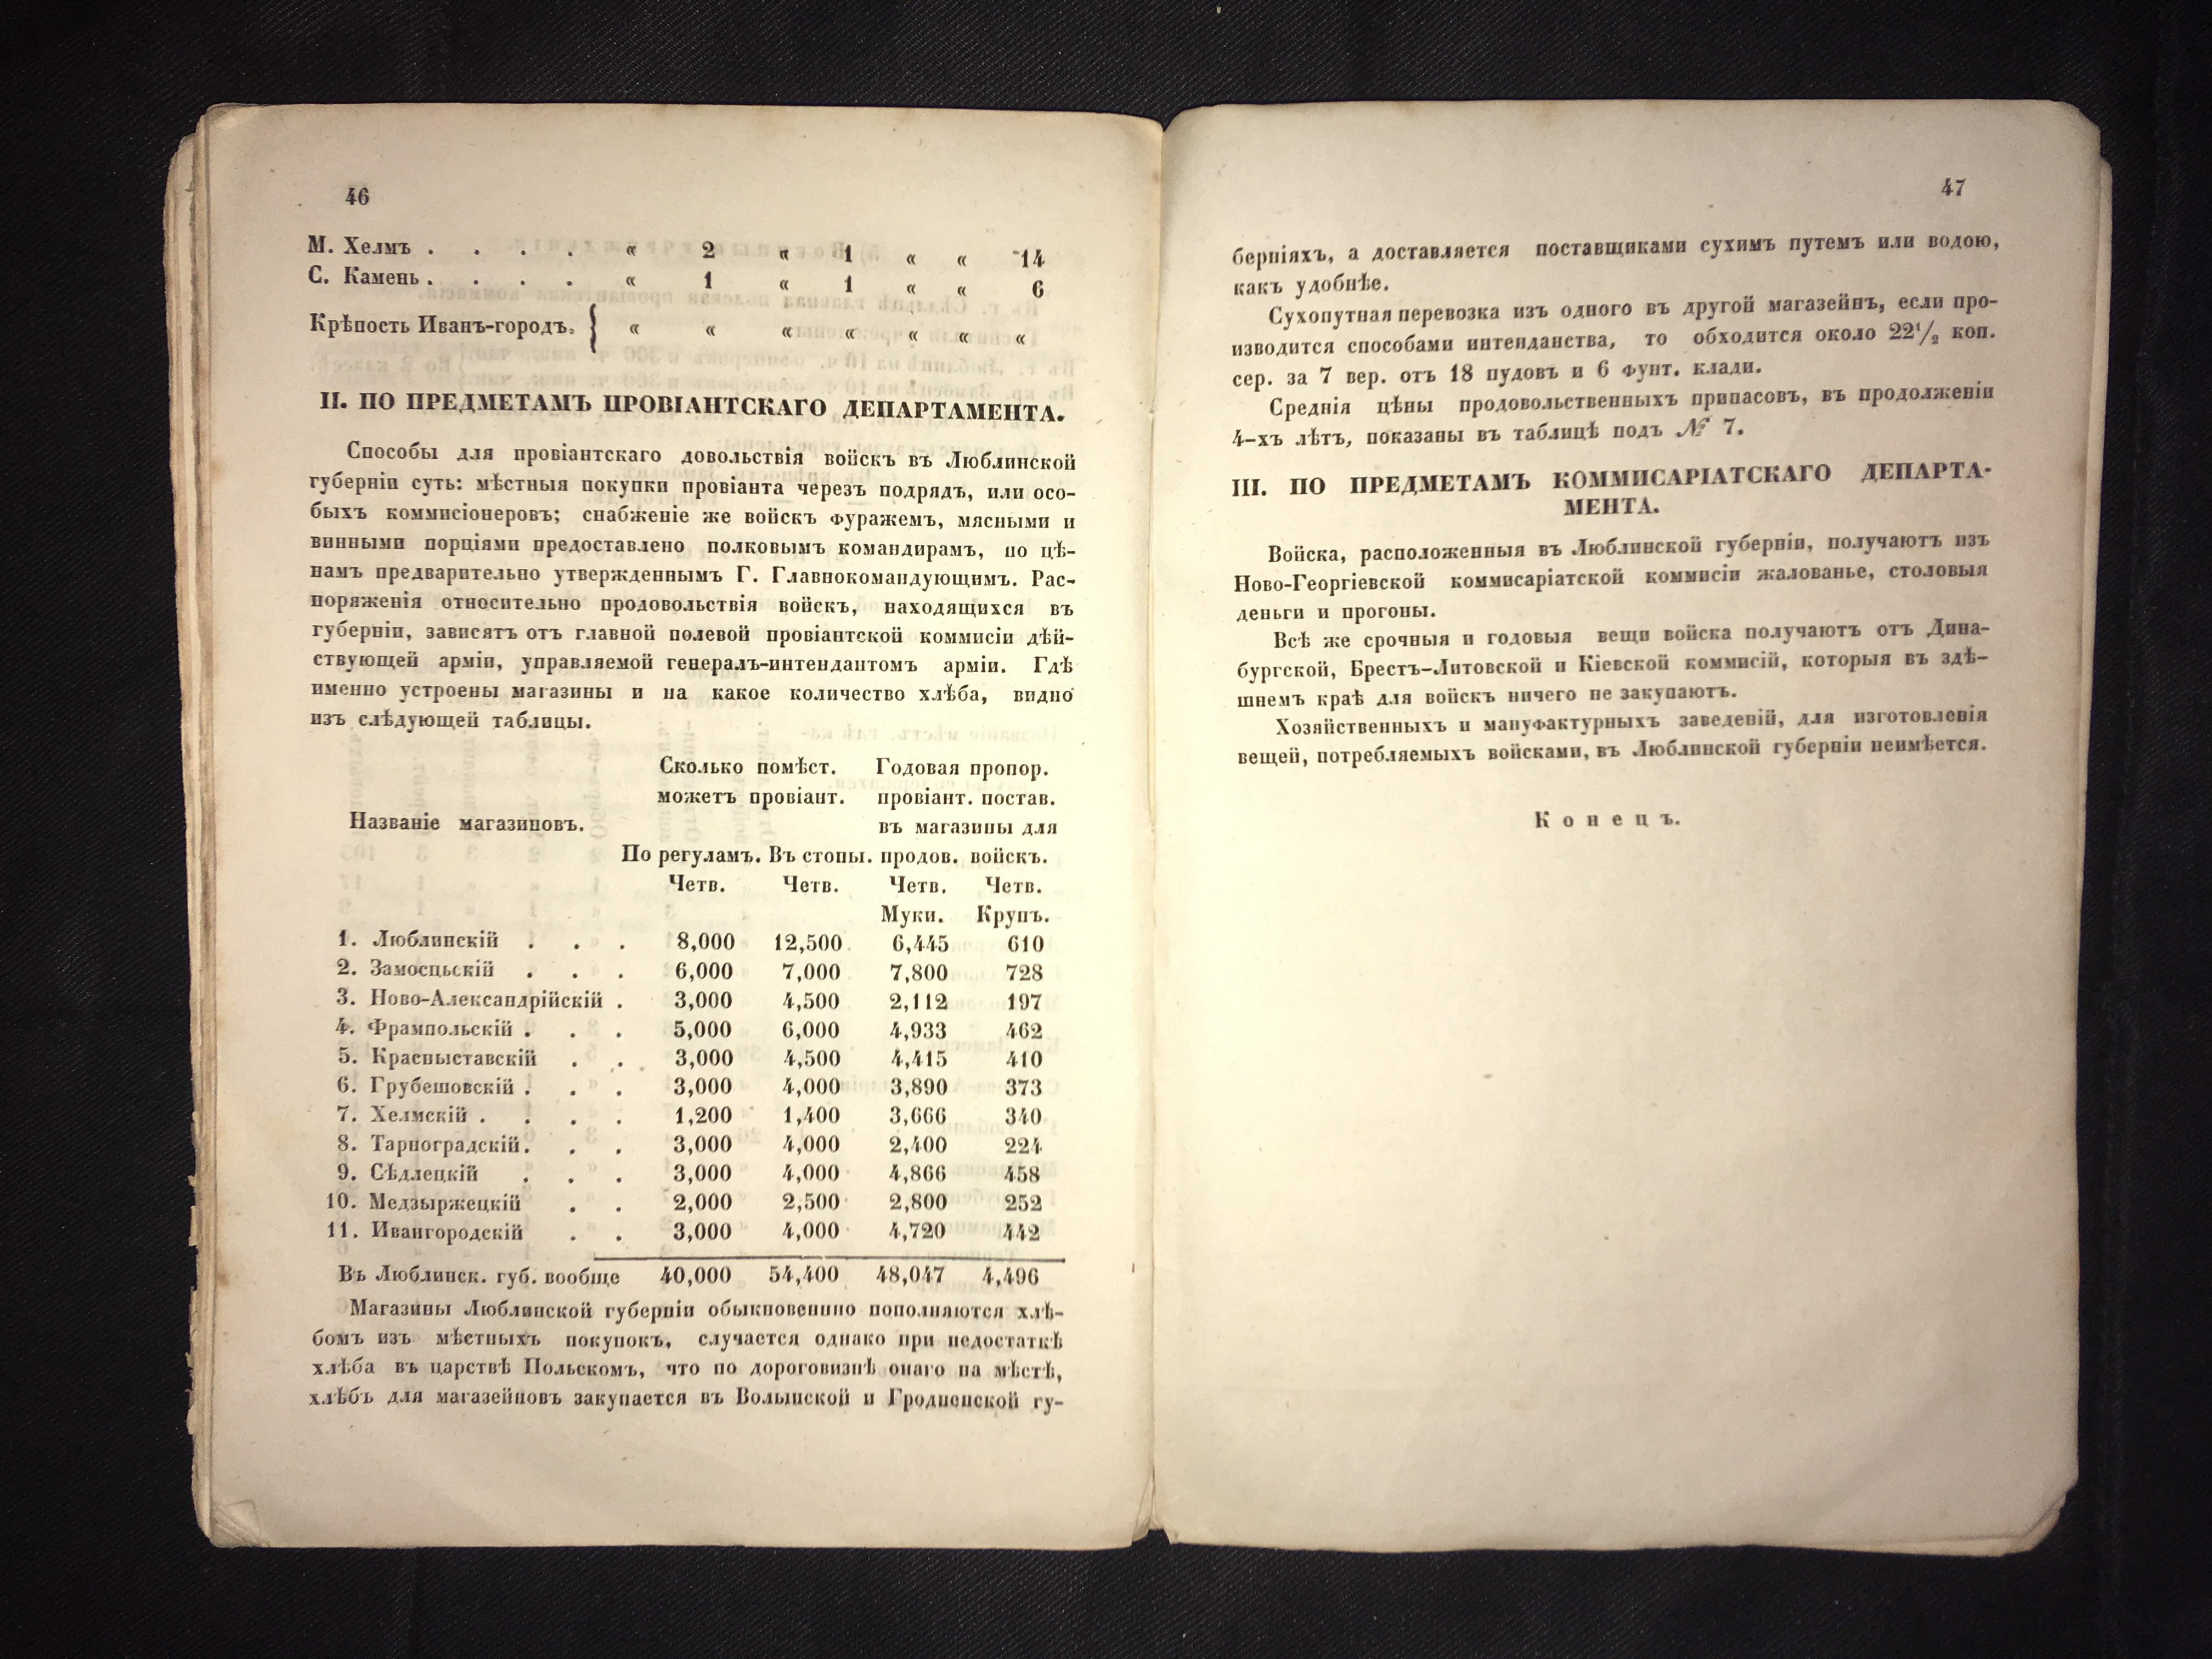 46
М. Хелмъ . . . . « 2 « 1 « « 14
С. Камень . . . . « 1 « 1 « « 6
Крѣпость Иванъ-городъ. { « « « « « « «
II. ПО ПРЕДМЕТАМЪ ПРОВІАНТСКАГО ДЕПАРТАМЕНТА.
Способы для провіантскаго довольствія войскъ въ Люблинской
губерніи суть: мѣстныя покупки провіанта черезъ подрядъ, или осо-
быхъ коммисіонеровъ; снабженіе же войскъ фуражемъ, мясными и
винными порціями предоставлено полковымъ командирамъ, по цѣ-
намъ предварительно утвержденнымъ Г. Главнокомандующимъ. Рас-
поряженія относительно продовольствія войскъ, находящихся въ
губерніи, зависятъ отъ главной полевой провіантской коммисіи дѣй-
ствующей арміи, управляемой генералъ-интендантомъ арміи. Гдѣ
именно устроены магазины и на какое количество хлѣба, видно
изъ слѣдующей таблицы.
Сколько помѣст. Годовая пропор.
можетъ провіант. провіант. постав.
Названіе магазиновъ. въ магазины для
По регуламъ. Въ стопы. продов. войскъ.
Четв. Четв. Четв. Четв.
Муки. Крупъ.
1. Люблинскій . . . 8,000 12,500 6,445 610
2. Замосцьскій . . . 6,000 7,000 7,800 728
3. Ново-Александрійскій . 3,000 4,500 2,112 197
4. Фрампольскій . . . 5,000 6,000 4,933 462
5. Красныставскій . . 3,000 4,500 4,415 410
6. Грубешовскій . . . 3,000 4,000 3,890 373
7. Хелмскій . . . . 1,200 1,400 3,666 340
8. Тарноградскій . . . 3,000 4,000 2,400 224
9. Сѣдлецкій . . . 3,000 4,000 4,866 458
10. Медзыржецкій . . 2,000 2,500 2,800 252
11. Ивангородскій . . 3,000 4,000 4,720 442
Въ Люблинск. губ. вообще 40,000 54,400 48,047 4,496
Магазины Люблинской губерніи обыкновеннно пополняются хлѣ-
бомъ изъ мѣстныхъ покупокъ, случается однако при недостаткѣ
хлѣба въ царствѣ Польскомъ, что по дороговизнѣ онаго на мѣстѣ,
хлѣбъ для магазейновъ закупается въ Волынской и Гродненской гу-
47
берніяхъ, а доставляется поставщиками сухимъ путемъ или водою,
какъ удобнѣе.
Сухопутная перевозка изъ одного въ другой магазейнъ, если про-
изводится способами интенданства, то обходится около 22 1/2 коп.
сер. за 7 вер. отъ 18 пудовъ и 6 фунт. клади.
Среднія цѣны продовольственныхъ припасовъ, въ продолженіи
4-хъ лѣтъ, показаны въ таблицѣ подъ № 7.
III. ПО ПРЕДМЕТАМЪ КОММИСАРІАТСКАГО ДЕПАРТА-
МЕНТА.
Войска, расположенныя въ Люблинской губерніи, получаютъ изъ
Ново-Георгіевской коммисаріатской коммисіи жалованье, столовыя
деньги и прогоны.
Всѣ же срочныя и годовыя вещи войска получаютъ отъ Дина-
бургской, Брестъ-Литовской и Кіевской коммисій, которыя въ здѣ-
шнемъ краѣ для войскъ ничего не закупаютъ.
Хозяйственныхъ и мануфактурныхъ заведеній, для изготовленія
вещей, потребляемыхъ войсками, въ Люблинской губерніи неимѣется.
Конецъ.